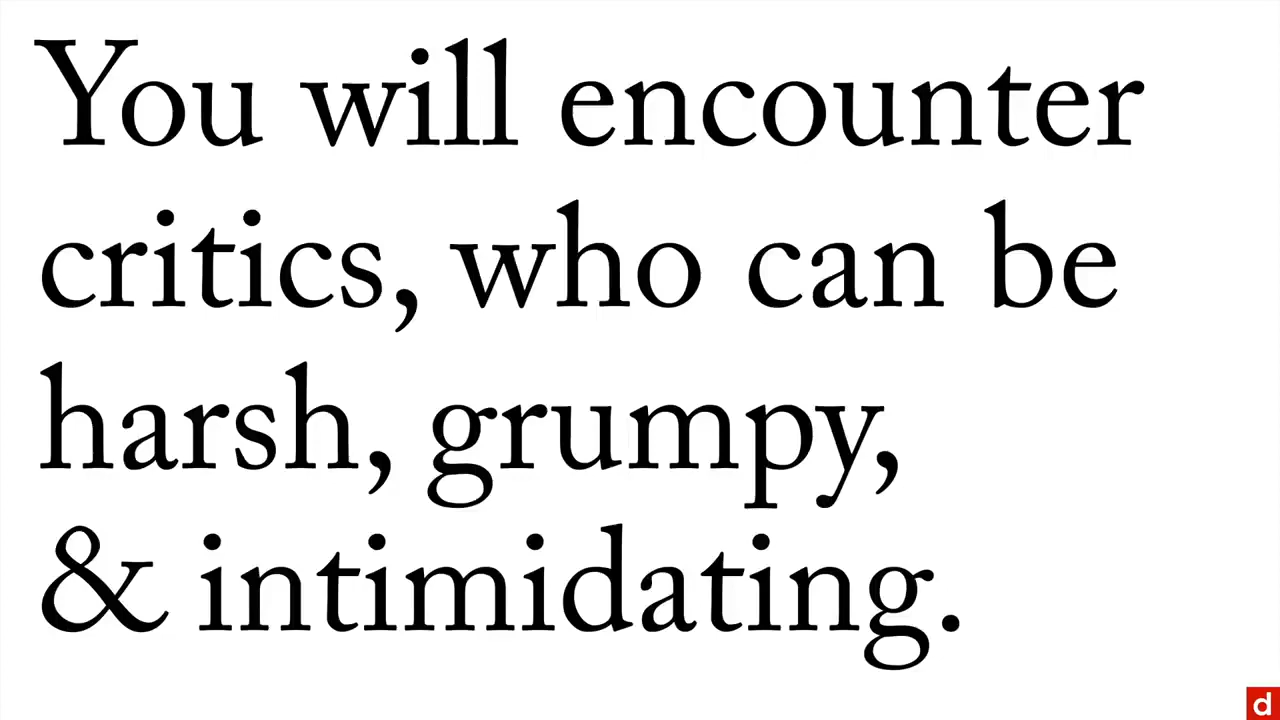 You will encounter
critics, who can be
harsh, grumpy,
& intimidating.
d